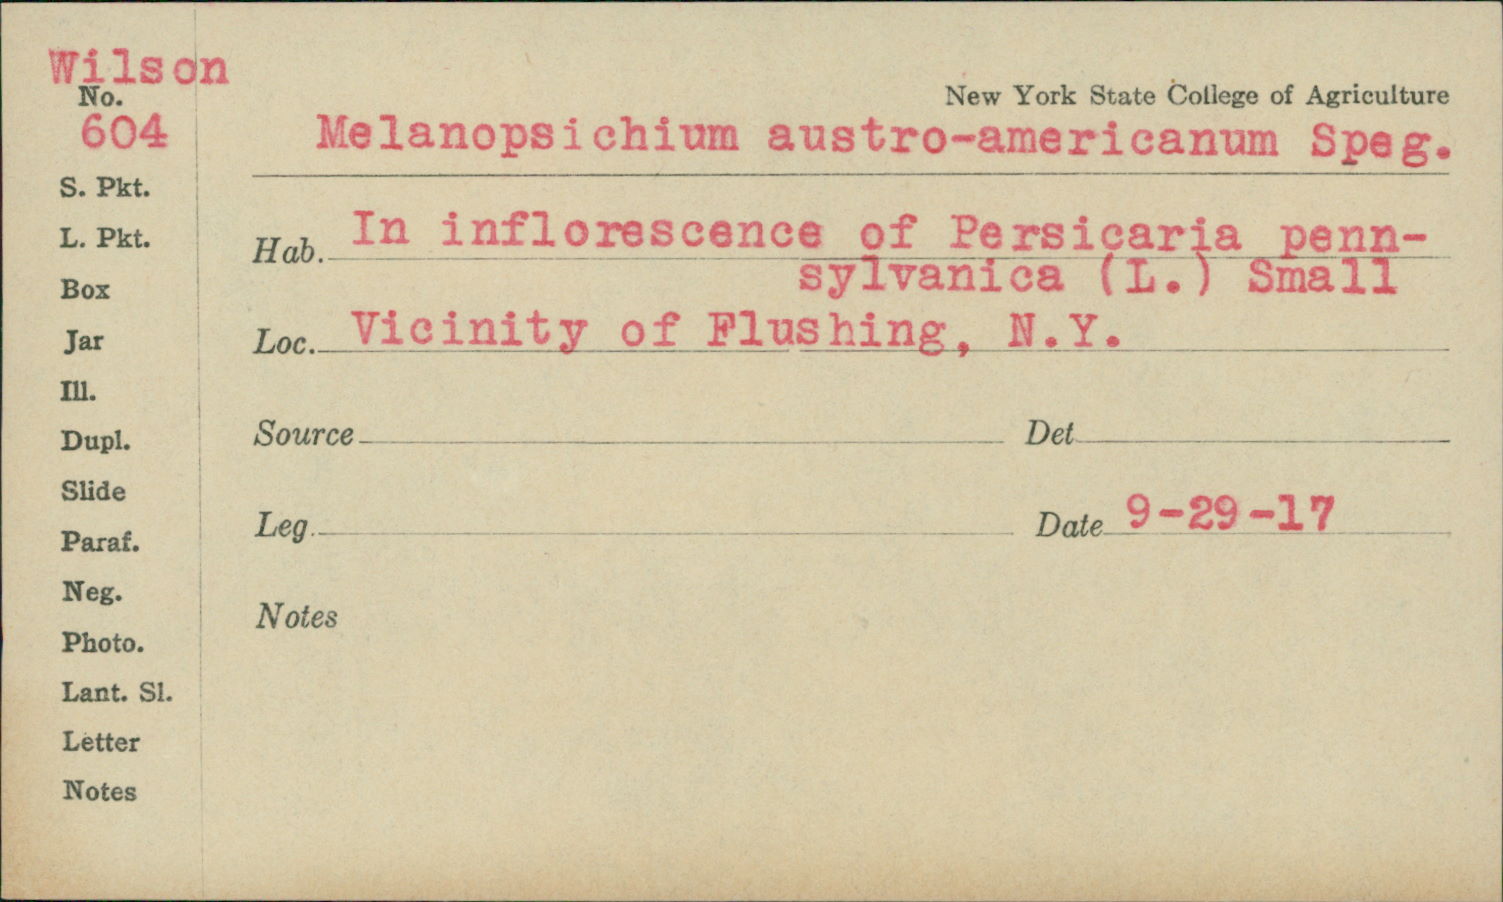 Wilson
No.
604
New York State College of Agriculture
Melanopsichium austro-americanum Speg.
S. Pkt.
L. Pkt.
Box
Jar
Ill.
Dupl.
Slide
Paraf.
Neg.
Photo.
Lant. Sl.
Letter
Notes
Hab. In inflorescence of Persicaria penn-
sylvanica (L.) Small
Loc. Vicinity of Flushing, N.Y.
Source Det
Leg. Date 9-29-17
Notes